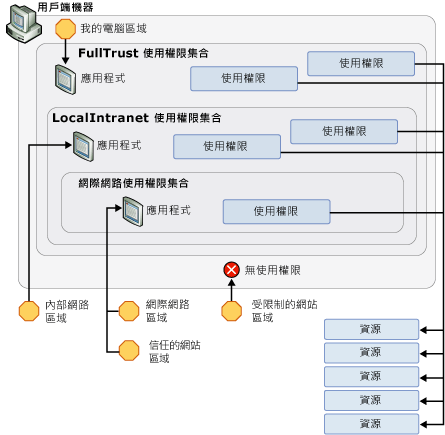 用戶端機器
我的電腦區域
FullTrust 使用權限集合
使用權限
應用程式
使用權限
LocalIntranet 使用權限集合
使用權限
應用程式
使用權限
網際網路使用權限集合
應用程式
使用權限
無使用權限
內部網路
區域
網際網路
區域
受限制的網站
區域
信任的網站
區域
資源
資源
資源
資源
資源